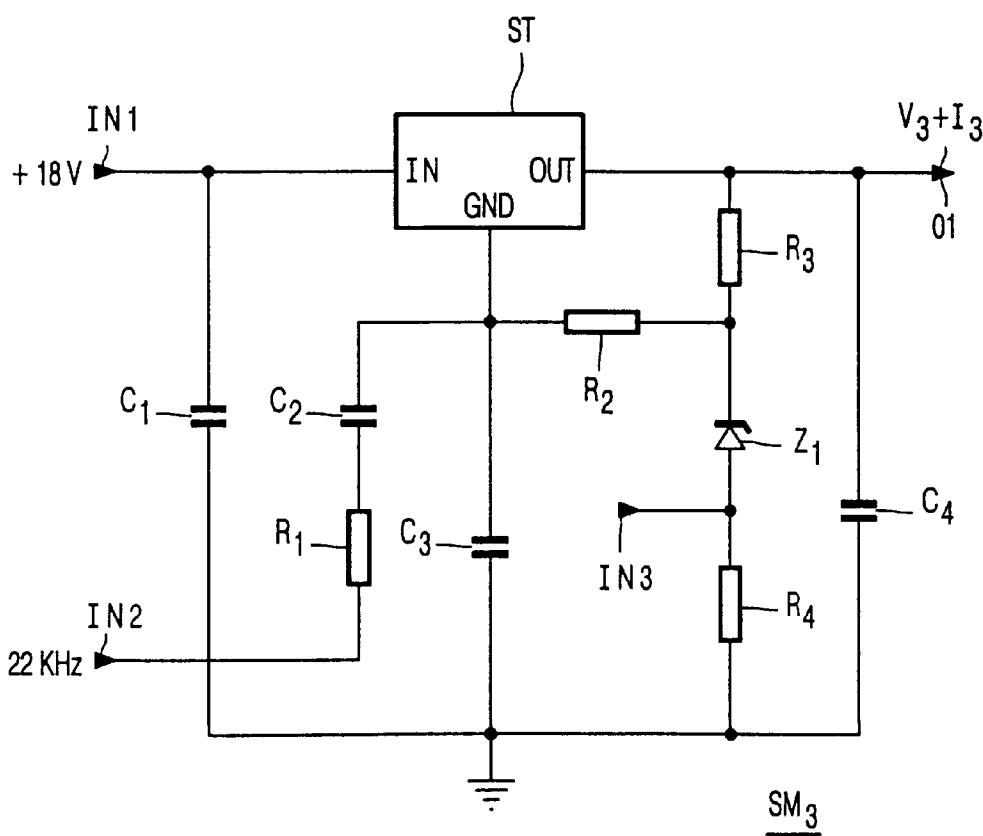 ST
IN1
V₃+I₃
+ 18 V
IN
OUT
GND
01
R₃
C₁
C₂
R₂
Z₁
R₁
C₃
IN3
C₄
R₄
IN2
22 KHz
SM₃